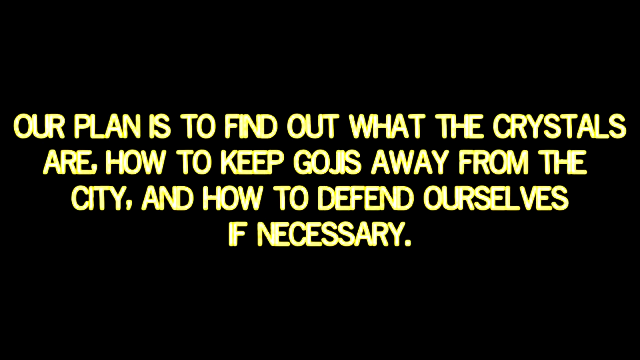 OUR PLAN IS TO FIND OUT WHAT THE CRYSTALS
ARE, HOW TO KEEP GOJIS AWAY FROM THE
CITY, AND HOW TO DEFEND OURSELVES
IF NECESSARY.